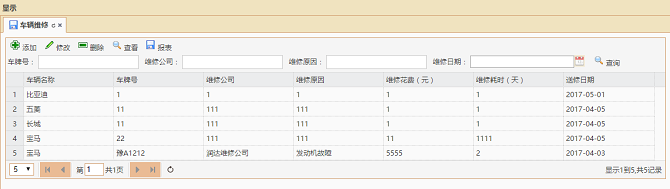 显示
车辆维修
添加 修改 删除 查看 报表
车牌号： 维修公司： 维修原因： 维修日期： 查询
车辆名称 车牌号 维修公司 维修原因 维修花费（元） 维修耗时（天） 送修日期
1 比亚迪 1 1 1 1 1 2017-05-01
2 五菱 11 111 111 1 1 2017-04-05
3 长城 11 111 111 1 1 2017-04-05
4 宝马 22 111 111 11 1111 2017-04-05
5 宝马 豫A1212 润达维修公司 发动机故障 5555 2 2017-04-03
5 第 1 共1页 显示1到5,共5记录